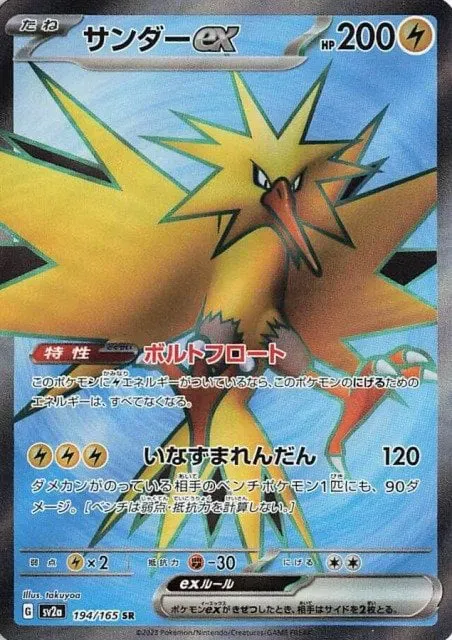 たね サンダーex HP 200
特性 とくせい ボルトフロート
このポケモンにエネルギーがついているなら、このポケモンのにげるための
エネルギーは、すべてなくなる。
いなずまれんだん 120
ダメカンがのっている相手のベンチポケモン1匹にも、90ダ
メージ。[ベンチは弱点・抵抗力を計算しない。]
弱点 ×2 抵抗力 -30 にげる
Illus. takuyoa
exルール
ポケモンexがきぜつしたとき、相手はサイドを2枚とる。
G sv2a 194/165 SR
©2023 Pokémon/Nintendo/Creatures/GAME FREAK